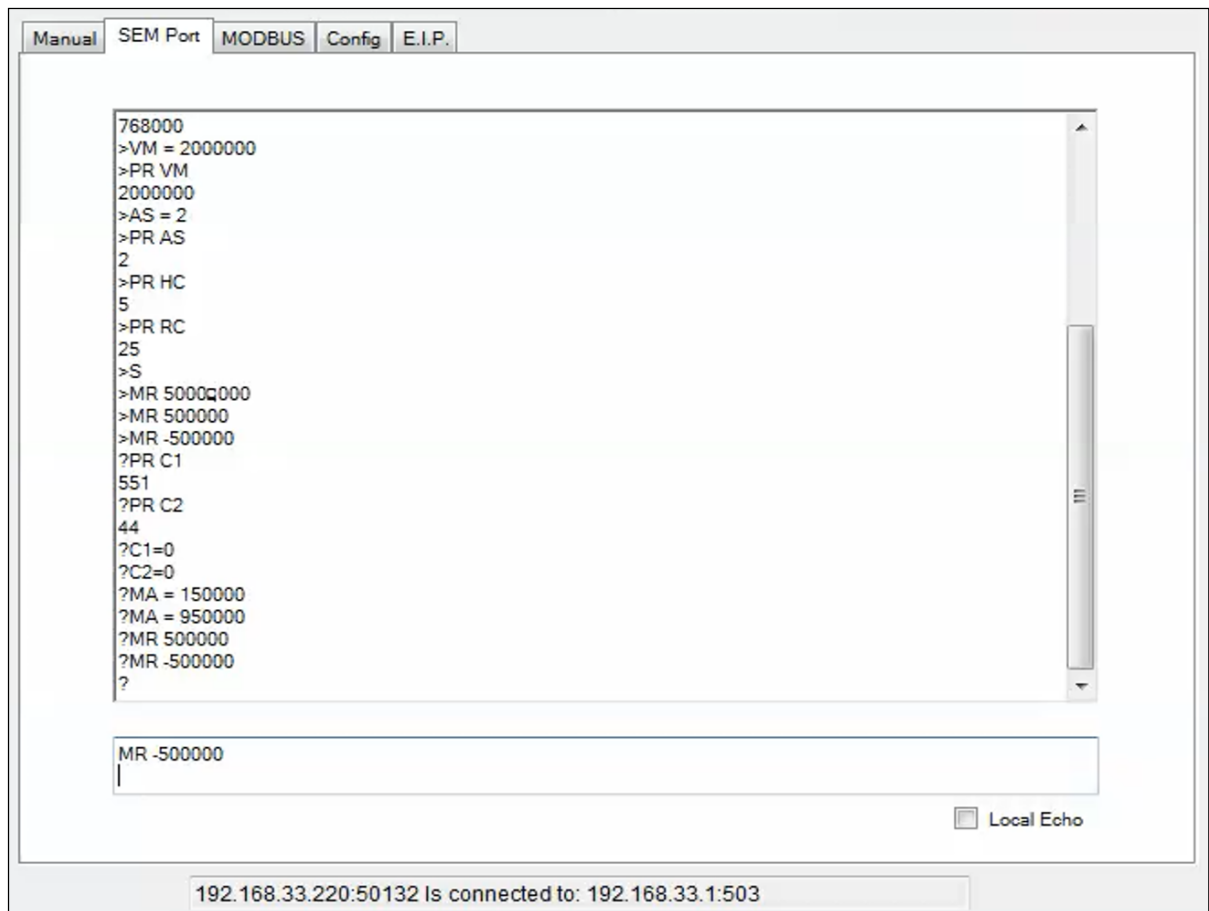 Manual SEM Port MODBUS Config E.I.P.
768000
>VM = 2000000
>PR VM
2000000
>AS = 2
>PR AS
2
>PR HC
5
>PR RC
25
>S
>MR 50000000
>MR 500000
>MR -500000
?PR C1
551
?PR C2
44
?C1=0
?C2=0
?MA = 150000
?MA = 950000
?MR 500000
?MR -500000
?
MR -500000
Local Echo
192.168.33.220:50132 Is connected to: 192.168.33.1:503